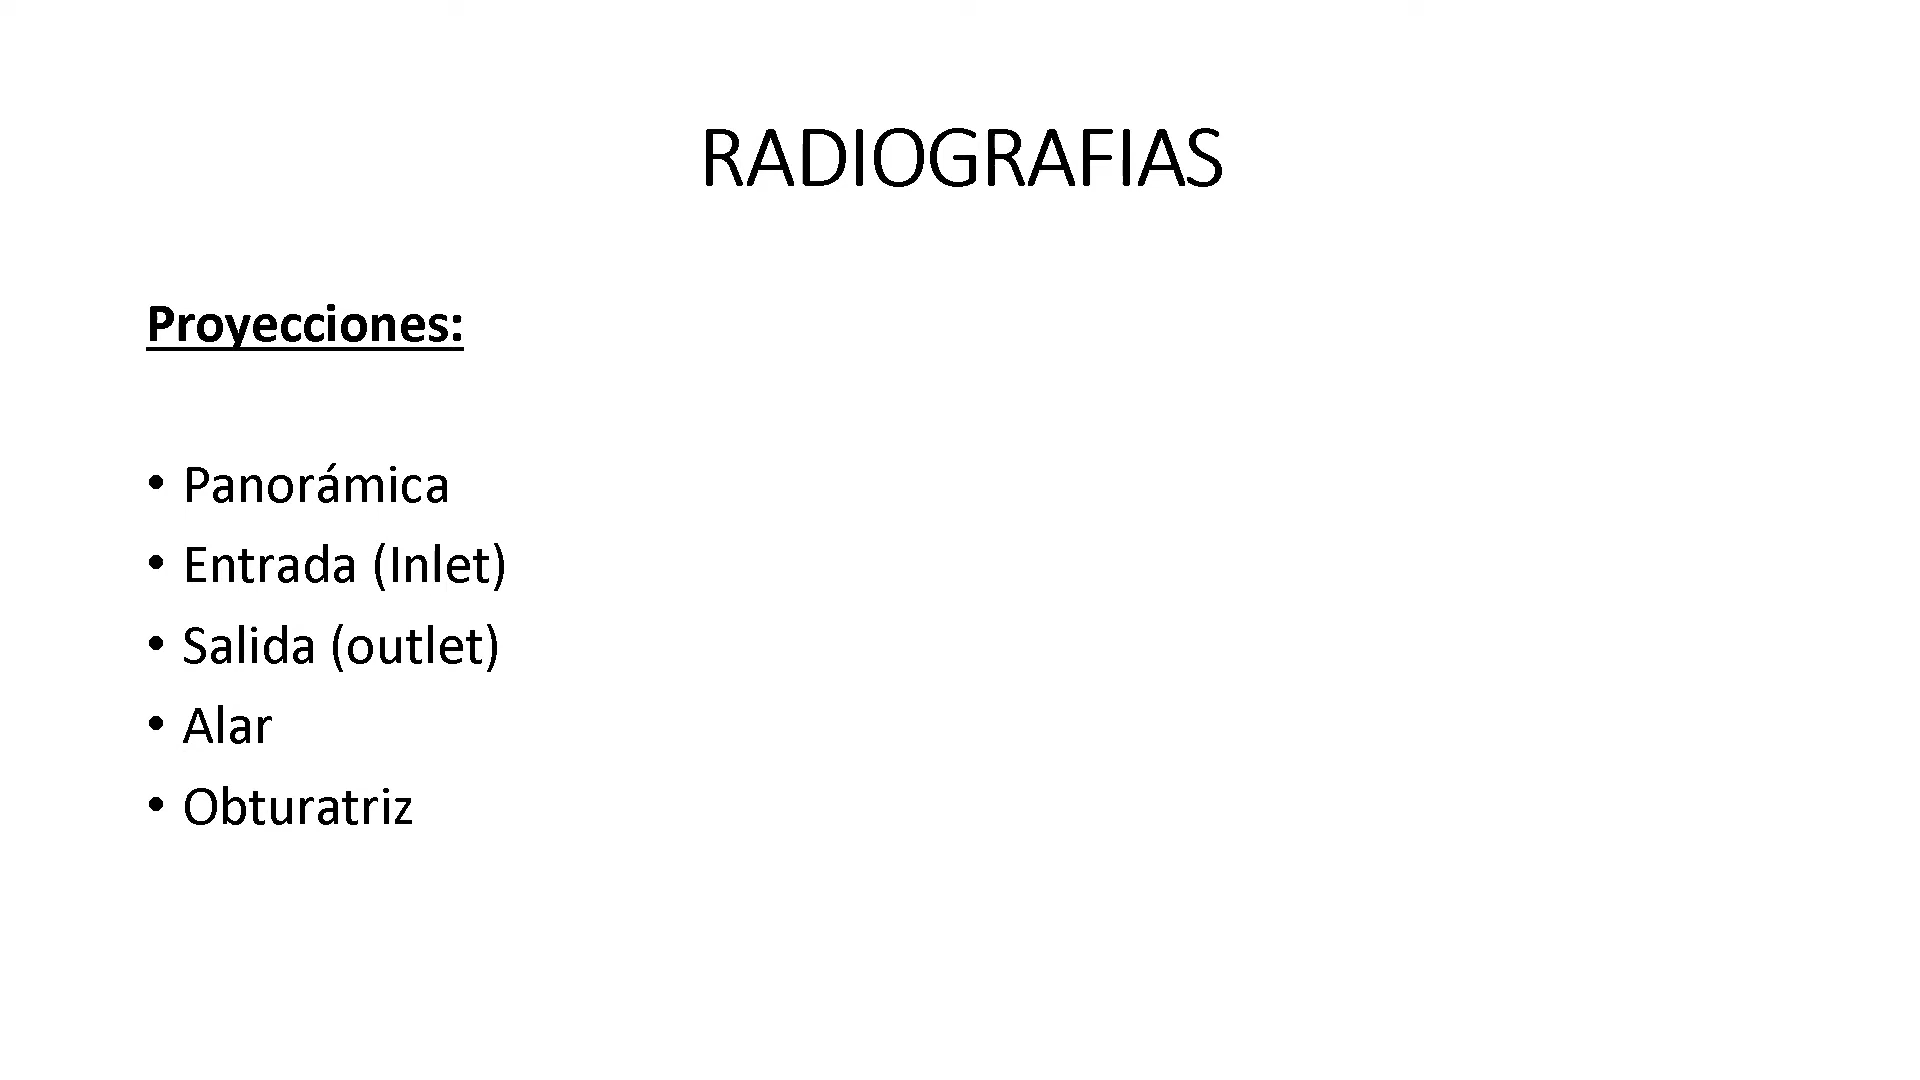 RADIOGRAFIAS
Proyecciones:
• Panorámica
• Entrada (Inlet)
• Salida (outlet)
• Alar
• Obturatriz